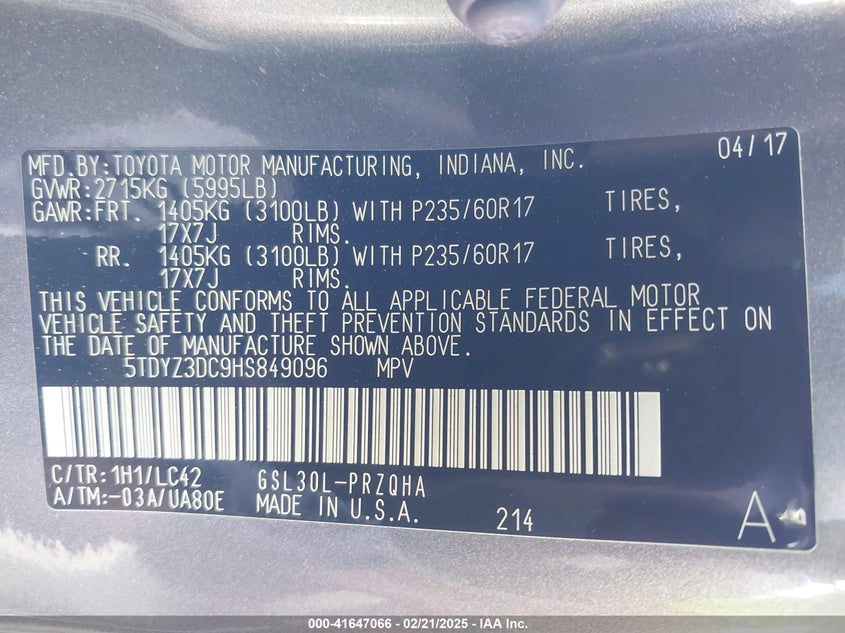 04/17
MFD.BY:TOYOTA MOTOR MANUFACTURING, INDIANA, INC.
GVWR:2715KG (5995LB)
GAWR:FRT. 1405KG (3100LB) WITH P235/60R17 TIRES,
17X7J RIMS.
RR. 1405KG (3100LB) WITH P235/60R17 TIRES,
17X7J RIMS.
THIS VEHICLE CONFORMS TO ALL APPLICABLE FEDERAL MOTOR
VEHICLE SAFETY AND THEFT PREVENTION STANDARDS IN EFFECT ON
THE DATE OF MANUFACTURE SHOWN ABOVE.
5TDYZ3DC9HS849096 MPV
C/TR:1H1/LC42 GSL30L-PRZQHA
A/TM:-03A/UA80E MADE IN U.S.A. 214 A
000-41647066 - 02/21/2025 - IAA Inc.